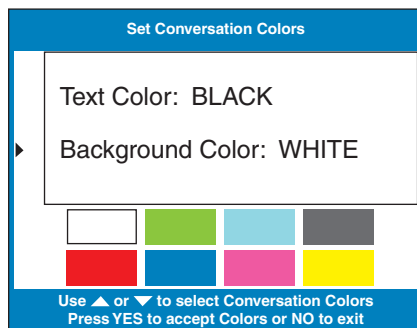 Set Conversation Colors
Text Color: BLACK
Background Color: WHITE
Use ▲ or ▼ to select Conversation Colors
Press YES to accept Colors or NO to exit